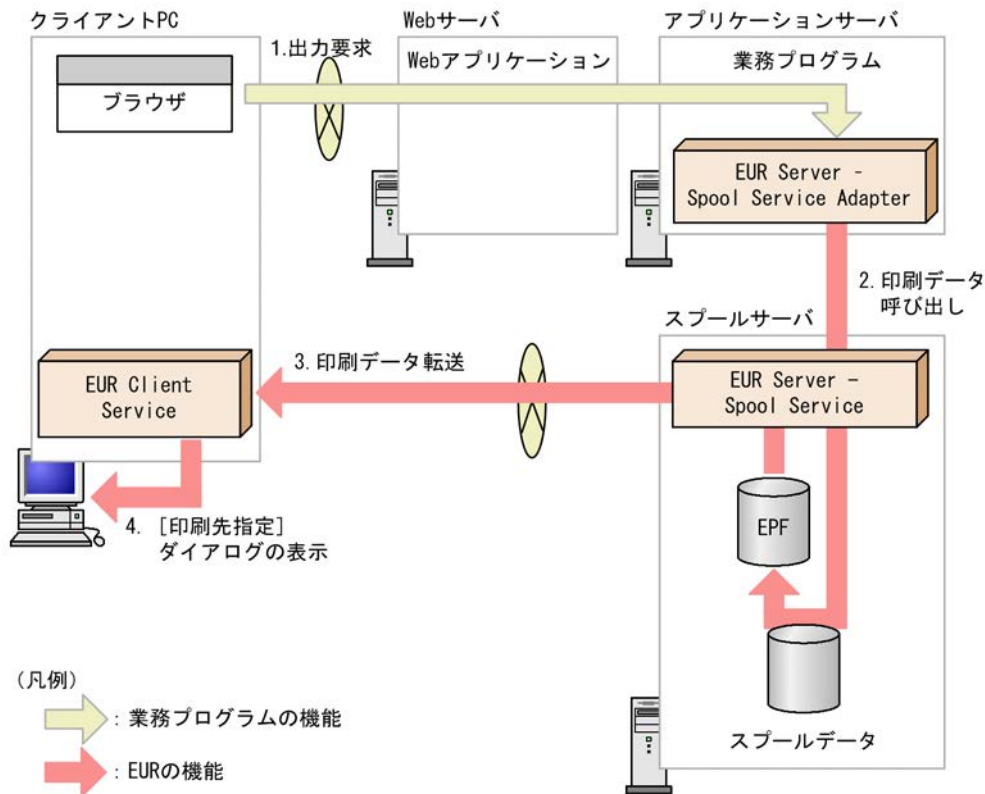 クライアントPC
Webサーバ
アプリケーションサーバ
1.出力要求
Webアプリケーション
業務プログラム
ブラウザ
EUR Server -
Spool Service Adapter
2.印刷データ
呼び出し
スプールサーバ
3.印刷データ転送
EUR Client
Service
EUR Server −
Spool Service
EPF
4. [印刷先指定]
ダイアログの表示
スプールデータ
(凡例)
: 業務プログラムの機能
: EURの機能